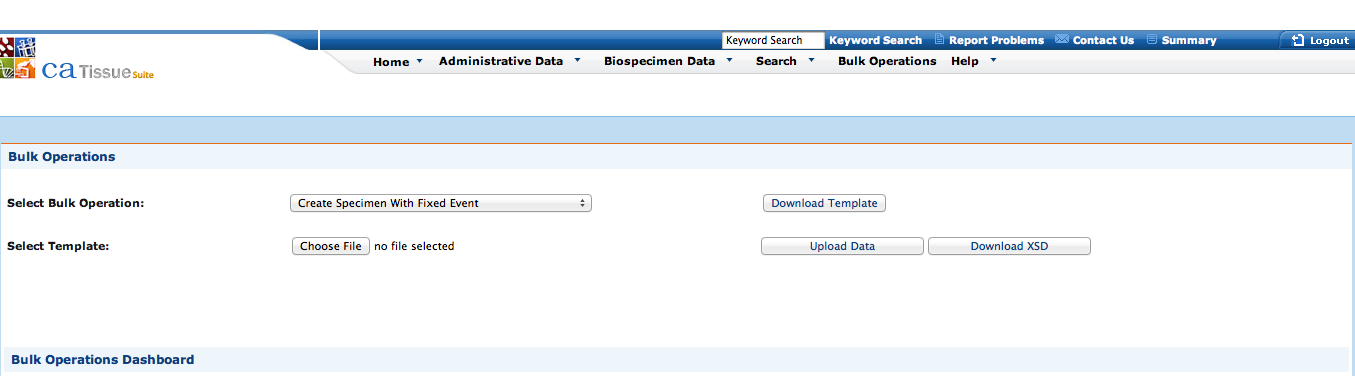 Keyword Search Keyword Search Report Problems Contact Us Summary Logout
Home Administrative Data Biospecimen Data Search Bulk Operations Help
ca Tissue Suite
Bulk Operations
Select Bulk Operation: Create Specimen With Fixed Event Download Template
Select Template: Choose File no file selected Upload Data Download XSD
Bulk Operations Dashboard